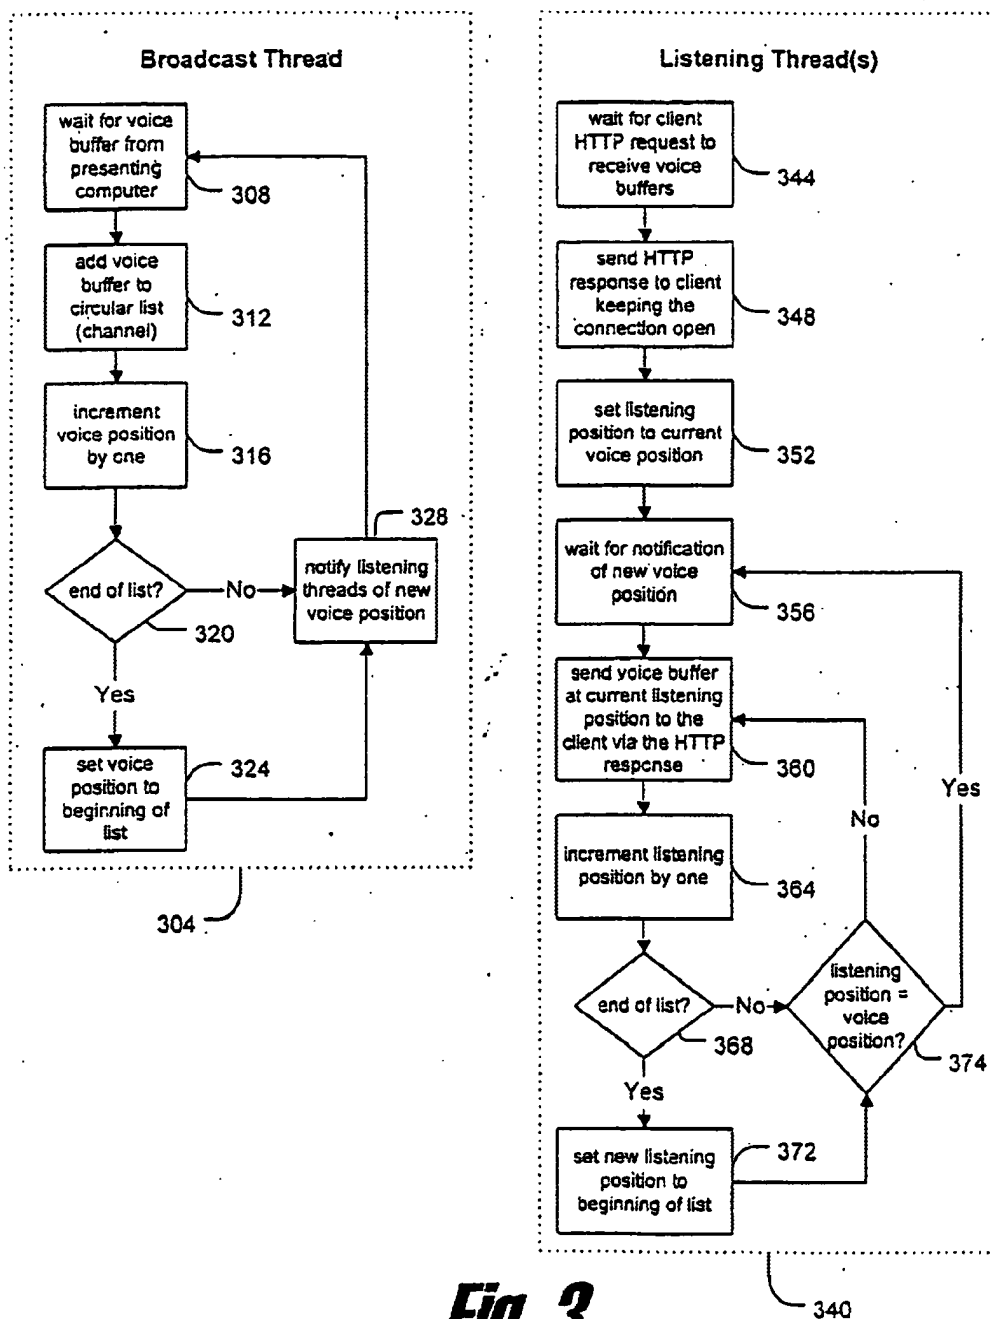 Broadcast Thread
wait for voice
buffer from
presenting
computer
308
add voice
buffer to
circular list
(channel)
312
increment
voice position
by one
316
end of list?
No
320
Yes
328
notify listening
threads of new
voice position
set voice
position to
beginning of
list
324
304
Listening Thread(s)
wait for client
HTTP request to
receive voice
buffers
344
send HTTP
response to client
keeping the
connection open
348
set listening
position to current
voice position
352
wait for notification
of new voice
position
356
send voice buffer
at current listening
position to the
client via the HTTP
response
360
increment listening
position by one
364
end of list?
No
368
Yes
listening
position =
voice
position?
374
No
Yes
set new listening
position to
beginning of list
372
340
Fig. 3